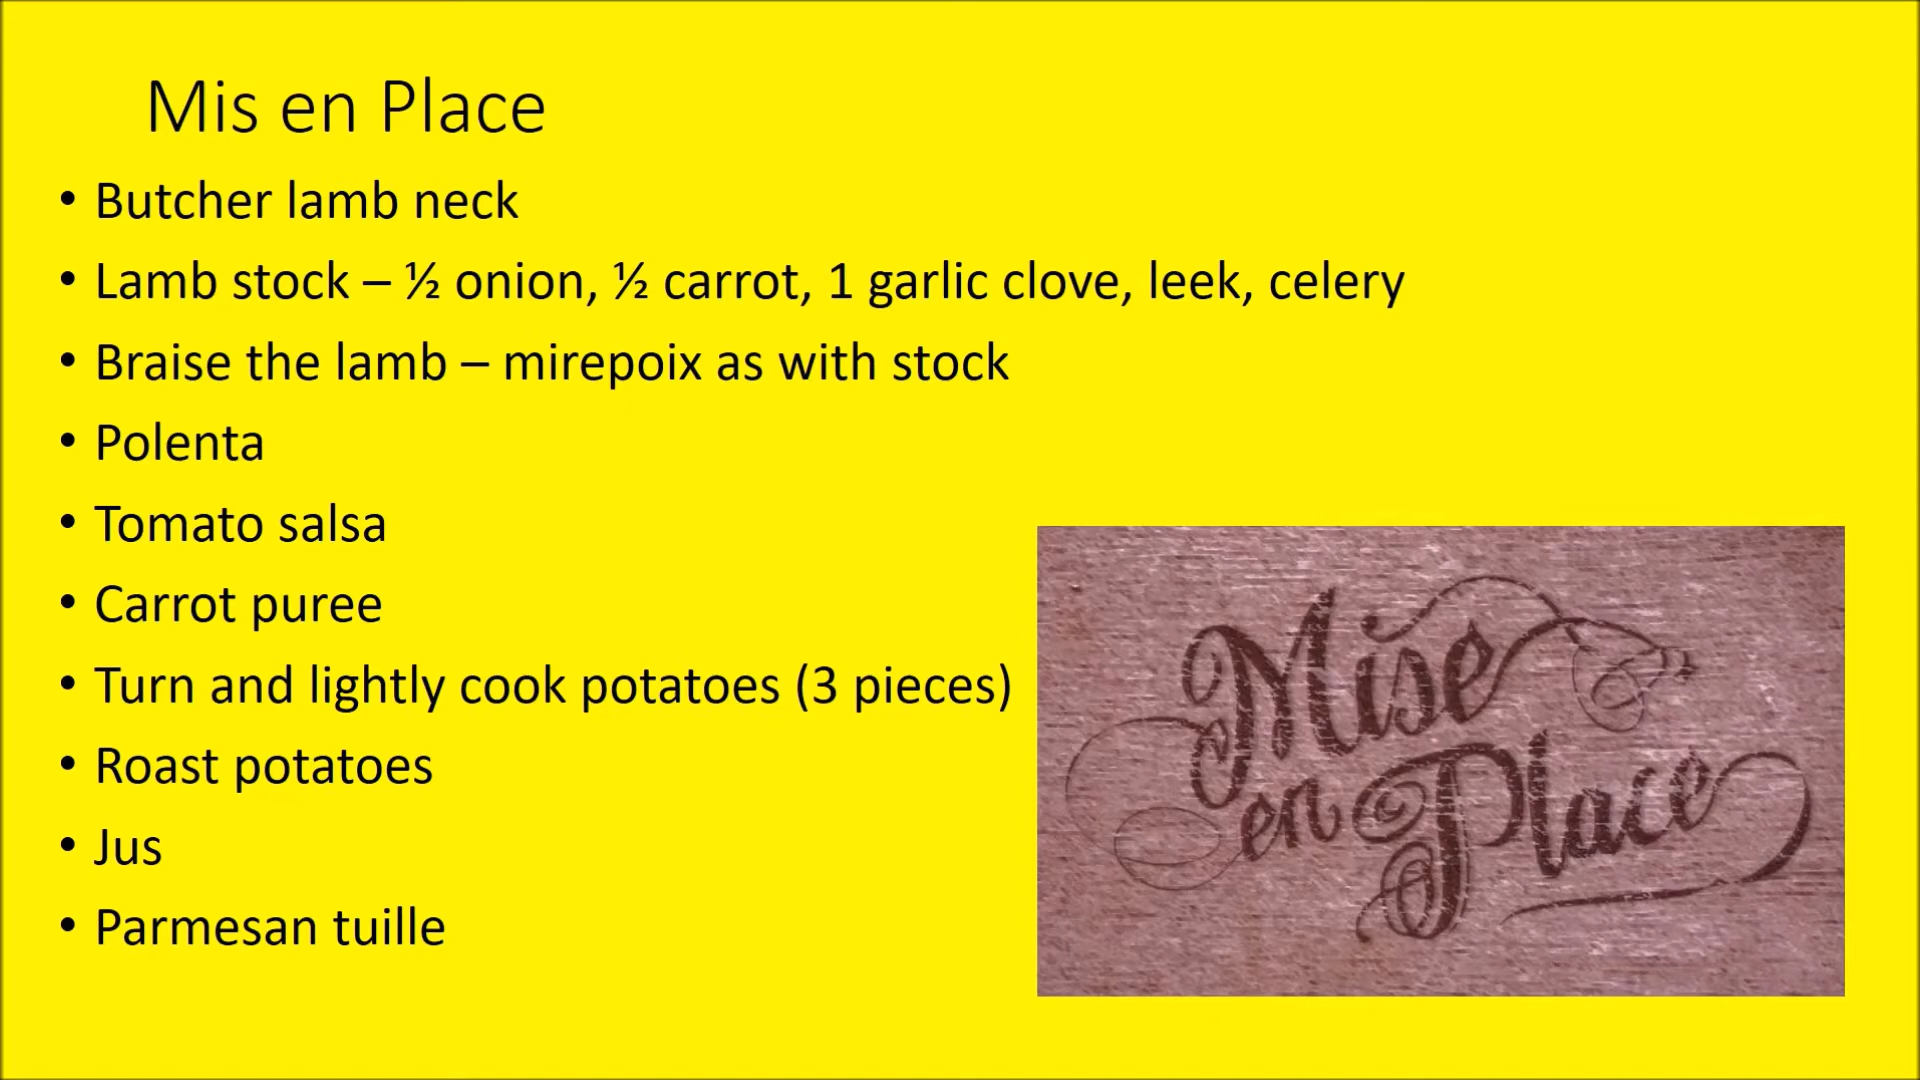 Mis en Place
• Butcher lamb neck
• Lamb stock – ½ onion, ½ carrot, 1 garlic clove, leek, celery
• Braise the lamb – mirepoix as with stock
• Polenta
• Tomato salsa
• Carrot puree
• Turn and lightly cook potatoes (3 pieces)
• Roast potatoes
• Jus
• Parmesan tuille
Mise
en Place